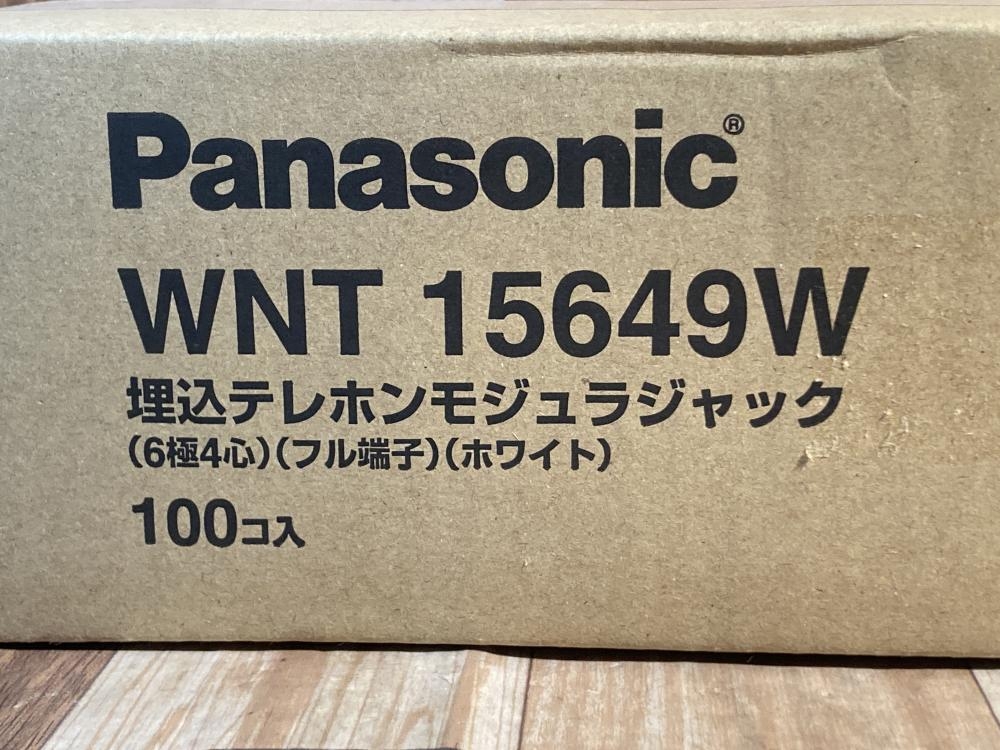 Panasonic®
WNT 15649W
埋込テレホンモジュラジャック
(6極4心)(フル端子)(ホワイト)
100コ入